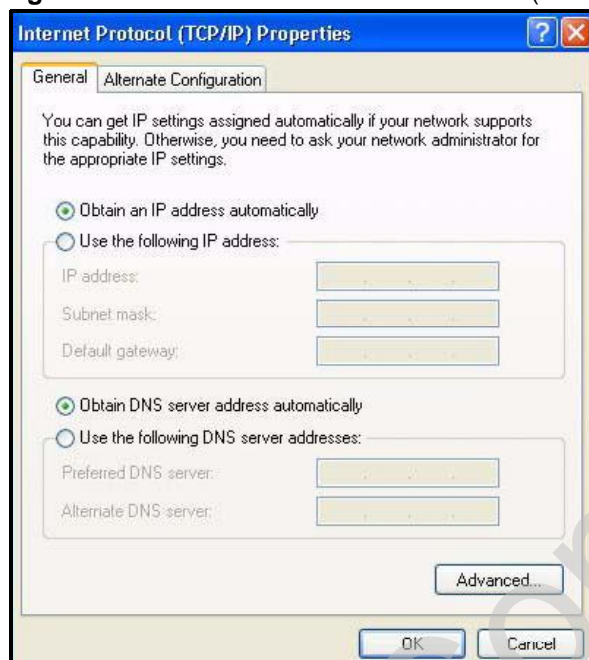 Internet Protocol (TCP/IP) Properties
General
Alternate Configuration
You can get IP settings assigned automatically if your network supports
this capability. Otherwise, you need to ask your network administrator for
the appropriate IP settings.
Obtain an IP address automatically
Use the following IP address:
IP address:
Subnet mask:
Default gateway:
Obtain DNS server address automatically
Use the following DNS server addresses:
Preferred DNS server:
Alternate DNS server:
Advanced...
OK
Cancel